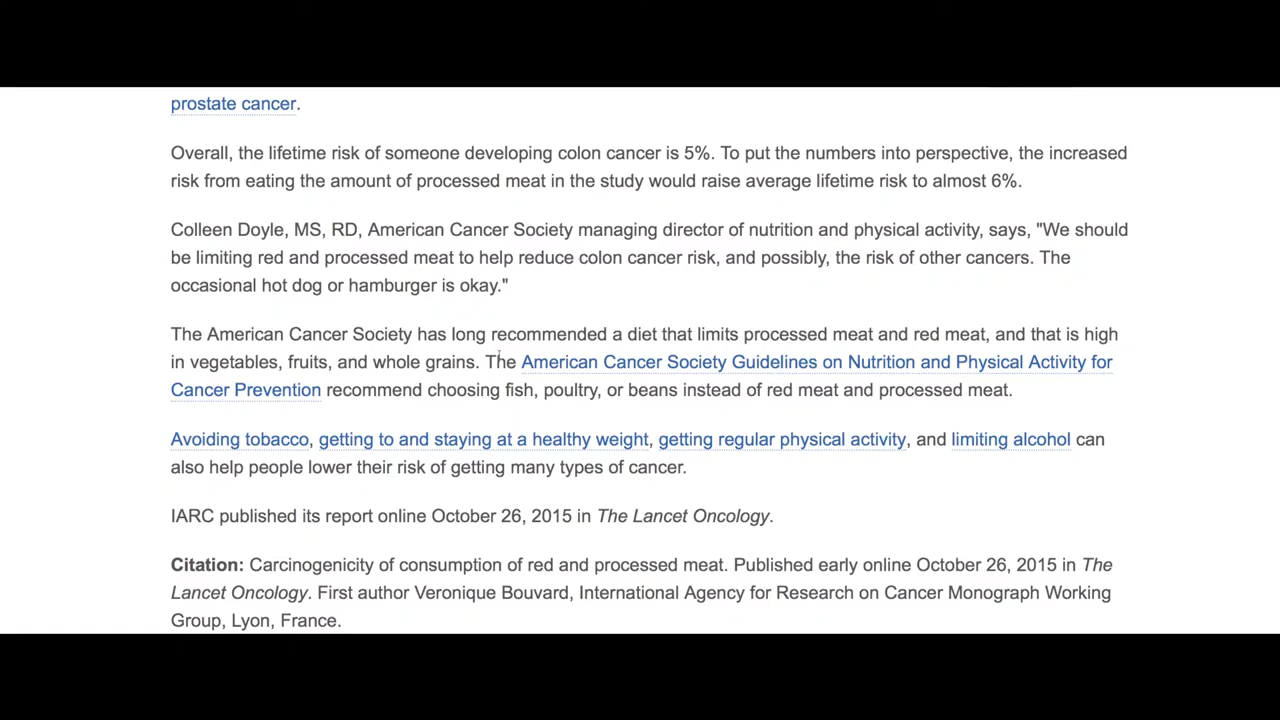 prostate cancer.
Overall, the lifetime risk of someone developing colon cancer is 5%. To put the numbers into perspective, the increased
risk from eating the amount of processed meat in the study would raise average lifetime risk to almost 6%.
Colleen Doyle, MS, RD, American Cancer Society managing director of nutrition and physical activity, says, "We should
be limiting red and processed meat to help reduce colon cancer risk, and possibly, the risk of other cancers. The
occasional hot dog or hamburger is okay."
The American Cancer Society has long recommended a diet that limits processed meat and red meat, and that is high
in vegetables, fruits, and whole grains. The American Cancer Society Guidelines on Nutrition and Physical Activity for
Cancer Prevention recommend choosing fish, poultry, or beans instead of red meat and processed meat.
Avoiding tobacco, getting to and staying at a healthy weight, getting regular physical activity, and limiting alcohol can
also help people lower their risk of getting many types of cancer.
IARC published its report online October 26, 2015 in The Lancet Oncology.
Citation: Carcinogenicity of consumption of red and processed meat. Published early online October 26, 2015 in The
Lancet Oncology. First author Veronique Bouvard, International Agency for Research on Cancer Monograph Working
Group, Lyon, France.